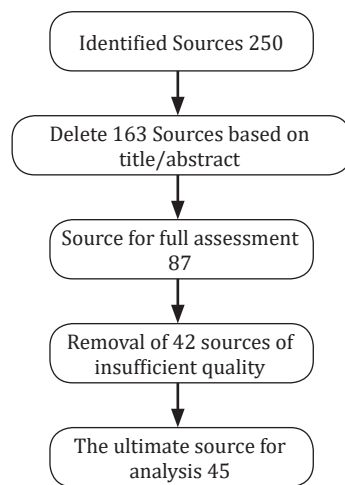 Identified Sources 250
Delete 163 Sources based on
title/abstract
Source for full assessment
87
Removal of 42 sources of
insufficient quality
The ultimate source for
analysis 45